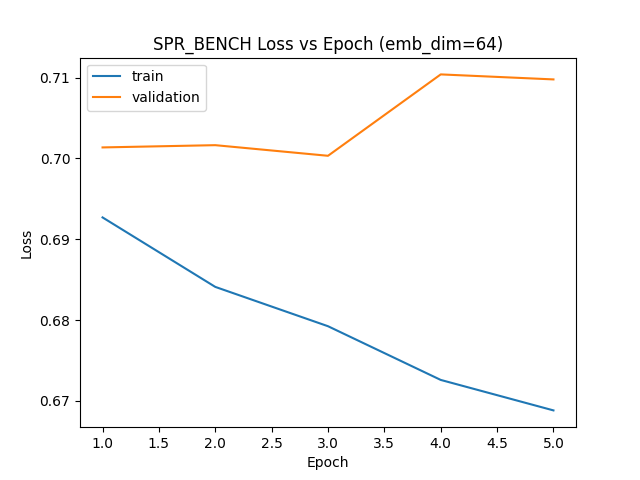 SPR_BENCH Loss vs Epoch (emb_dim=64)
train
validation
0.71
0.70
0.69
0.68
0.67
Loss
1.0 1.5 2.0 2.5 3.0 3.5 4.0 4.5 5.0
Epoch